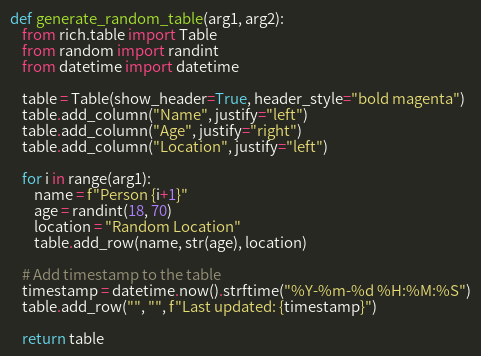 def generate_random_table(arg1, arg2):
    from rich.table import Table
    from random import randint
    from datetime import datetime

    table = Table(show_header=True, header_style="bold magenta")
    table.add_column("Name", justify="left")
    table.add_column("Age", justify="right")
    table.add_column("Location", justify="left")

    for i in range(arg1):
        name = f"Person {i+1}"
        age = randint(18, 70)
        location = "Random Location"
        table.add_row(name, str(age), location)

    # Add timestamp to the table
    timestamp = datetime.now().strftime("%Y-%m-%d %H:%M:%S")
    table.add_row("", "", f"Last updated: {timestamp}")

    return table